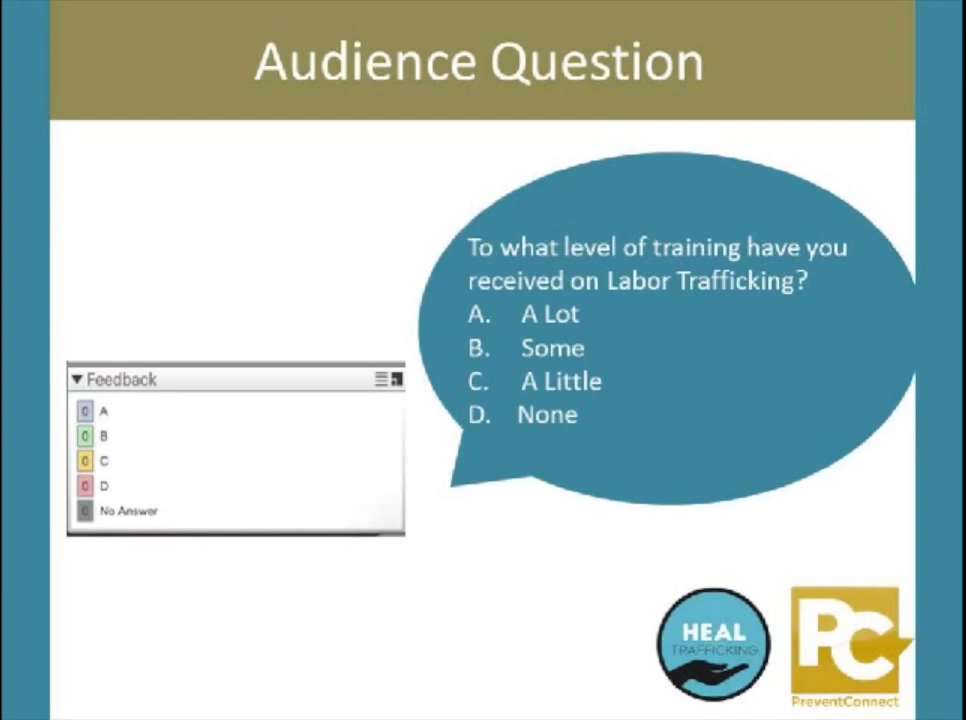 Audience Question
To what level of training have you
received on Labor Trafficking?
A. A Lot
B. Some
C. A Little
D. None
Feedback
0 A
0 B
0 C
0 D
0 No Answer
HEAL
TRAFFICKING
PC
PreventConnect